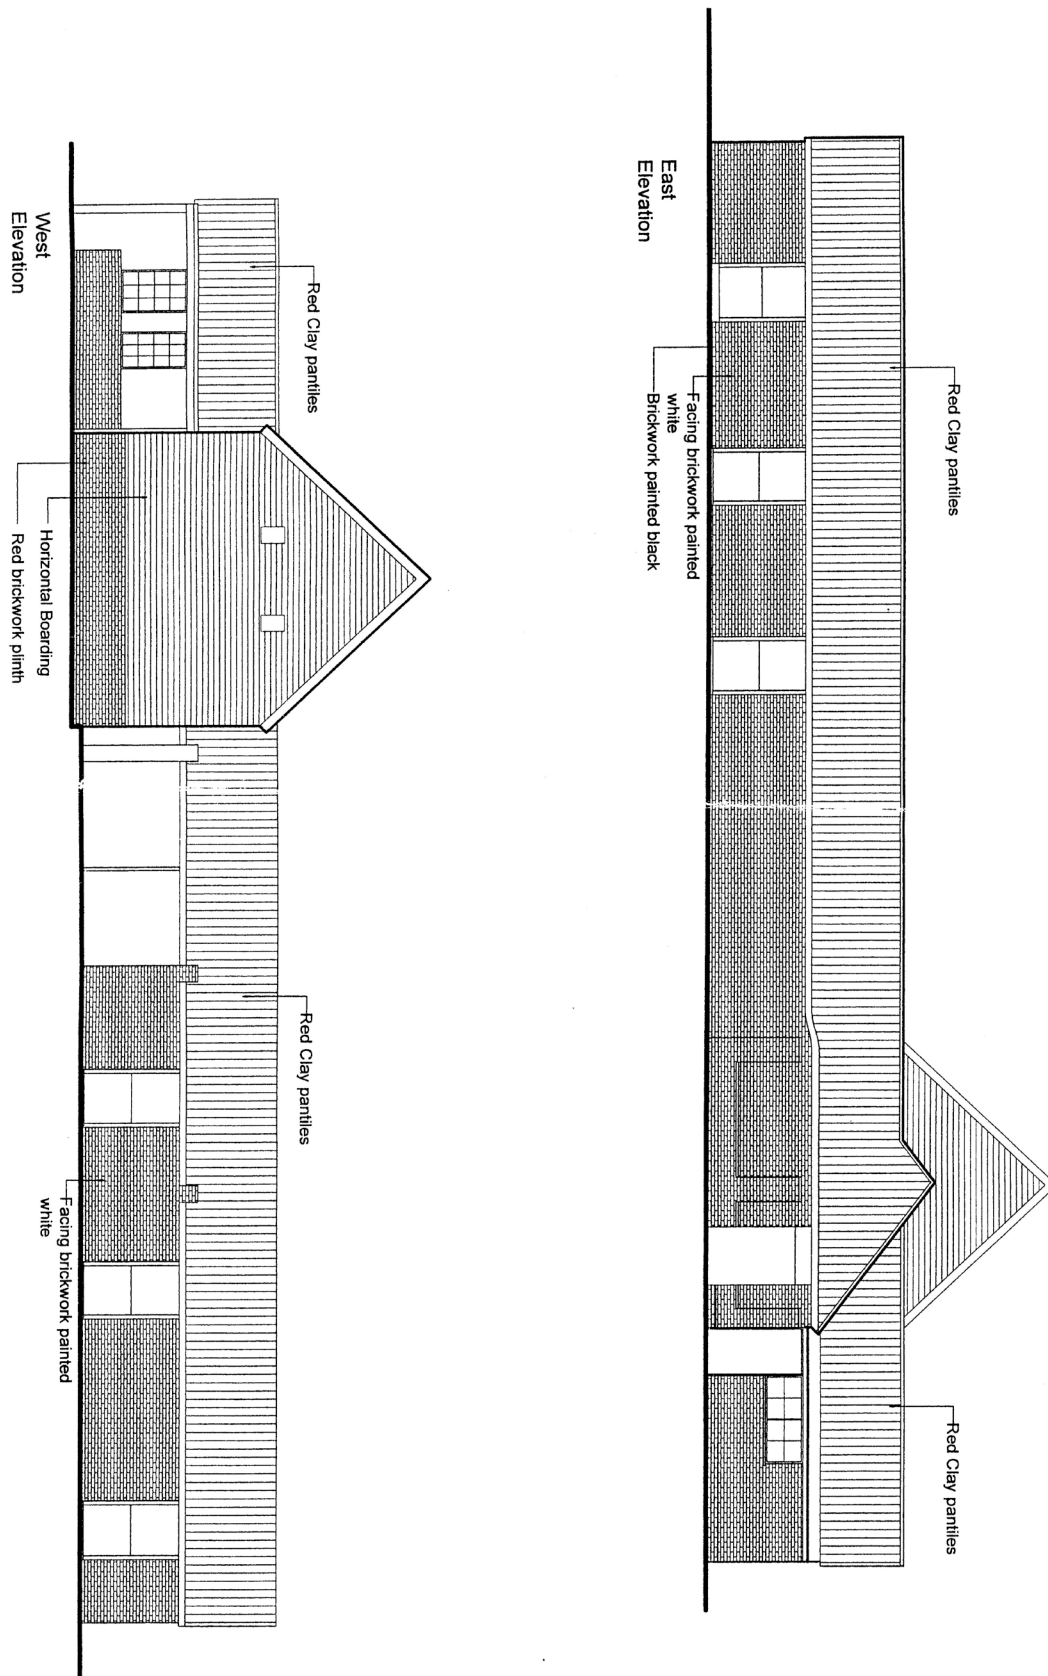 Red Clay pantiles
Red Clay pantiles
Facing brickwork painted
white
Brickwork painted black
East
Elevation
Red Clay pantiles
Red Clay pantiles
Horizontal Boarding
Red brickwork plinth
Facing brickwork painted
white
West
Elevation